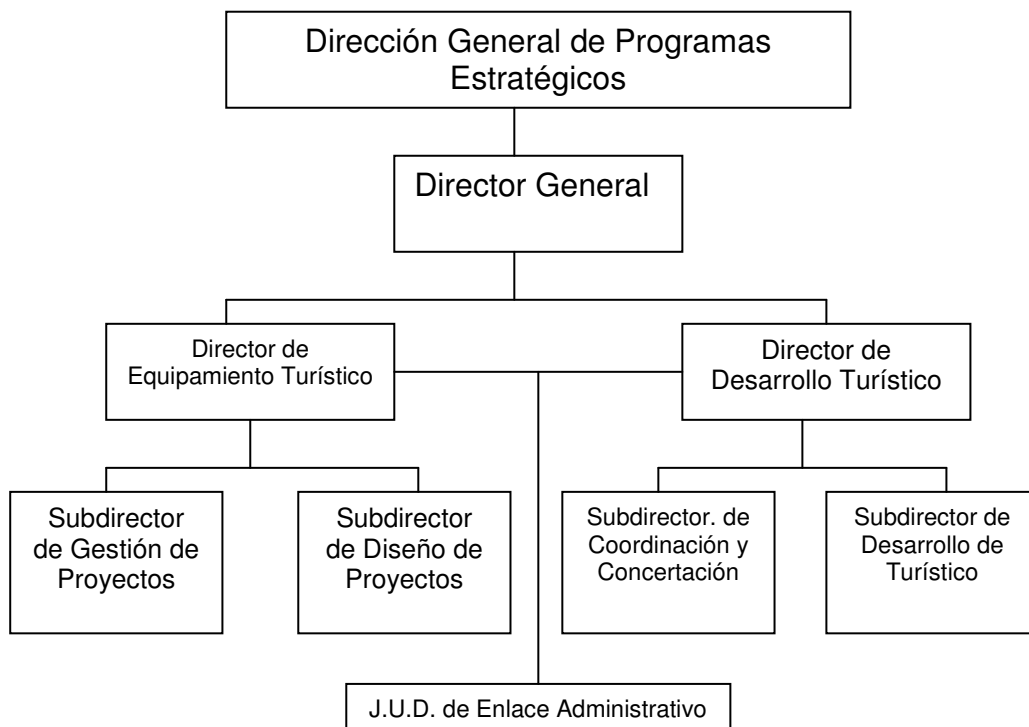 Dirección General de Programas
Estratégicos
Director General
Director de
Equipamiento Turístico
Director de
Desarrollo Turístico
Subdirector
de Gestión de
Proyectos
Subdirector
de Diseño de
Proyectos
Subdirector. de
Coordinación y
Concertación
Subdirector de
Desarrollo de
Turístico
J.U.D. de Enlace Administrativo